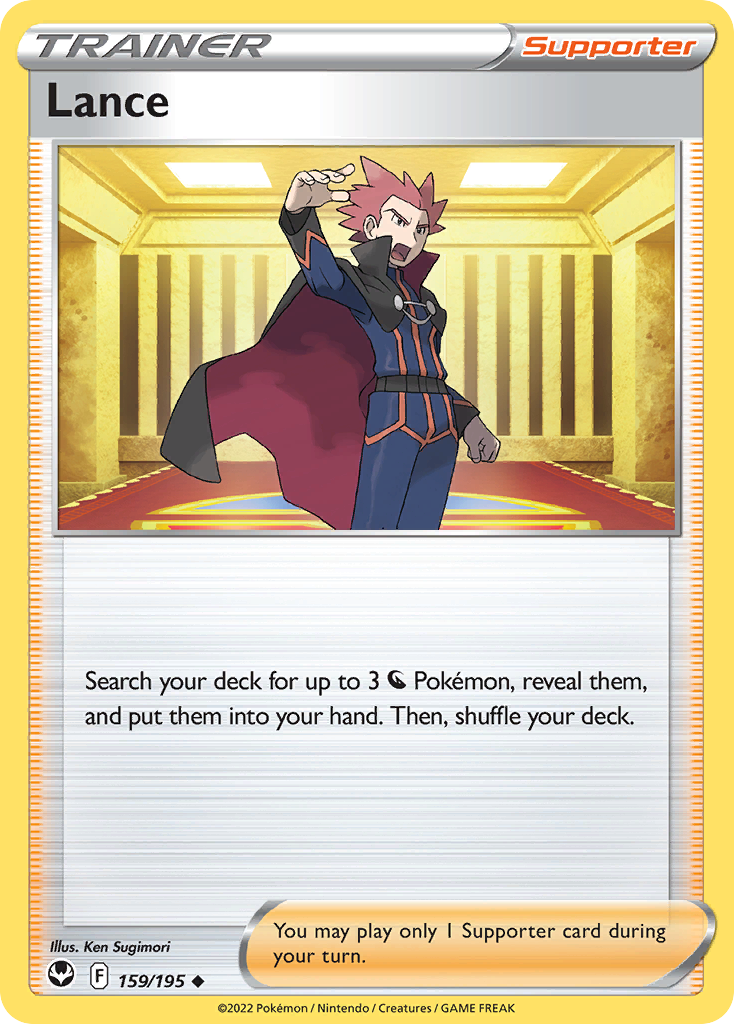 TRAINER
Supporter
Lance
Search your deck for up to 3 Pokémon, reveal them,
and put them into your hand. Then, shuffle your deck.
You may play only 1 Supporter card during
your turn.
Illus. Ken Sugimori
F 159/195
©2022 Pokémon / Nintendo / Creatures / GAME FREAK